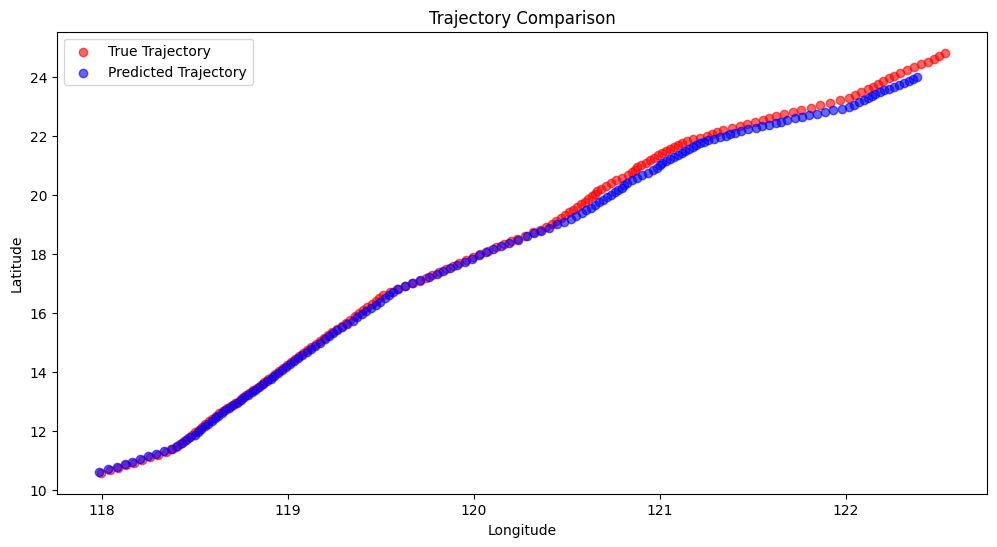 Trajectory Comparison
True Trajectory
Predicted Trajectory
Latitude
24
22
20
18
16
14
12
10
118
119
120
121
122
Longitude